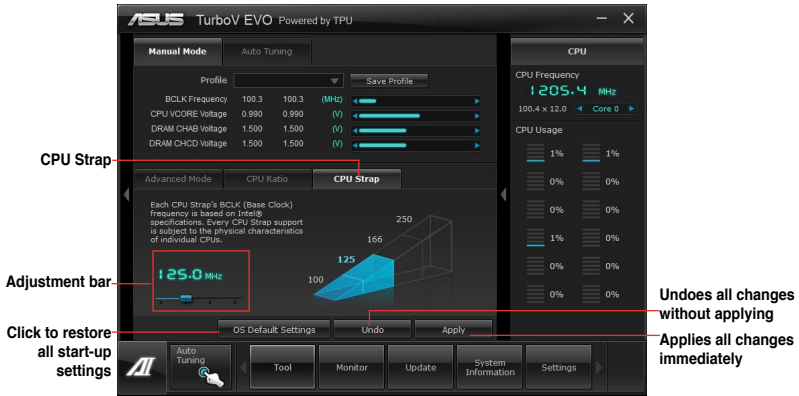 ASUS TurboV EVO Powered by TPU
Manual Mode Auto Tuning
Profile Save Profile
BCLK Frequency 100.3 100.3 (MHz)
CPU VCORE Voltage 0.990 0.990 (V)
DRAM CHAB Voltage 1.500 1.500 (V)
DRAM CHCD Voltage 1.500 1.500 (V)
CPU Strap
Advanced Mode CPU Ratio CPU Strap
Each CPU Strap's BCLK (Base Clock)
frequency is based on Intel®
specifications. Every CPU Strap support
is subject to the physical characteristics
of individual CPUs.
250
166
125
100
Adjustment bar
125.0 MHz
Click to restore
all start-up
settings
OS Default Settings Undo Apply
CPU
CPU Frequency
1205.4 MHz
100.4 x 12.0 Core 0
CPU Usage
1% 1%
0% 0%
0% 0%
1% 0%
0% 0%
0% 0%
Undoes all changes
without applying
Applies all changes
immediately
AI
Auto
Tuning
Tool Monitor Update System
Information Settings